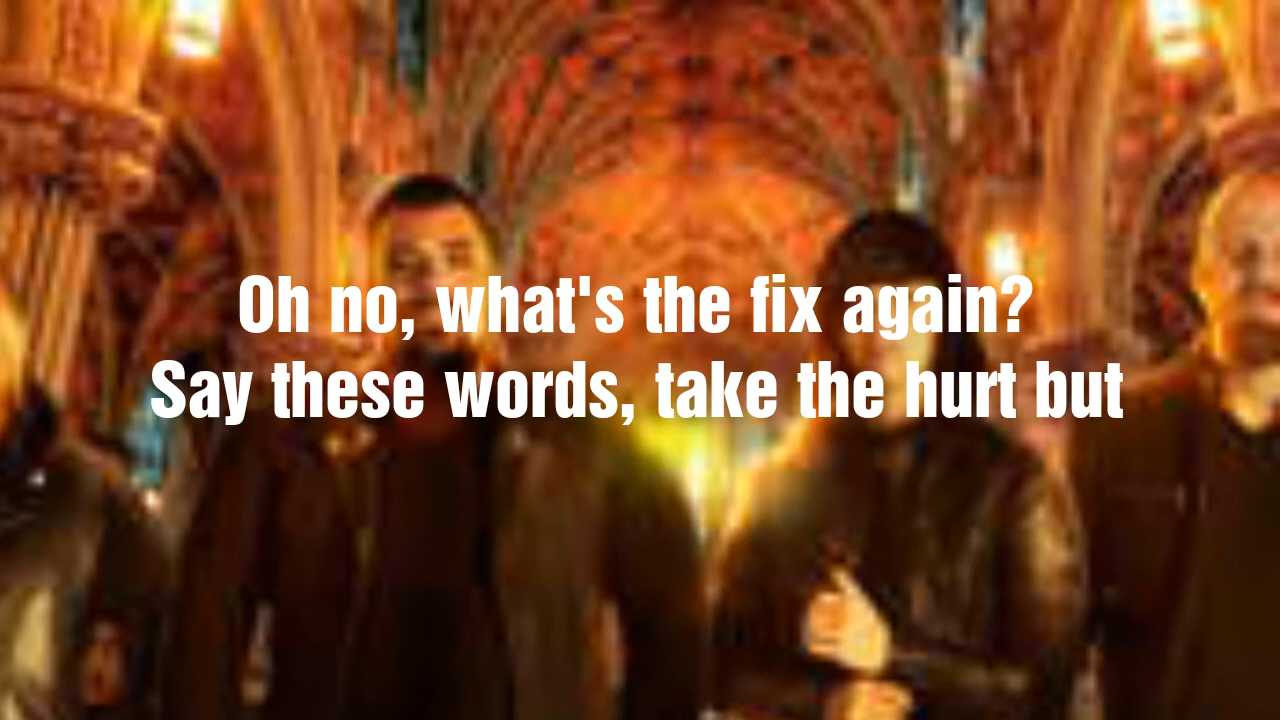 Oh no, what's the fix again?
Say these words, take the hurt but